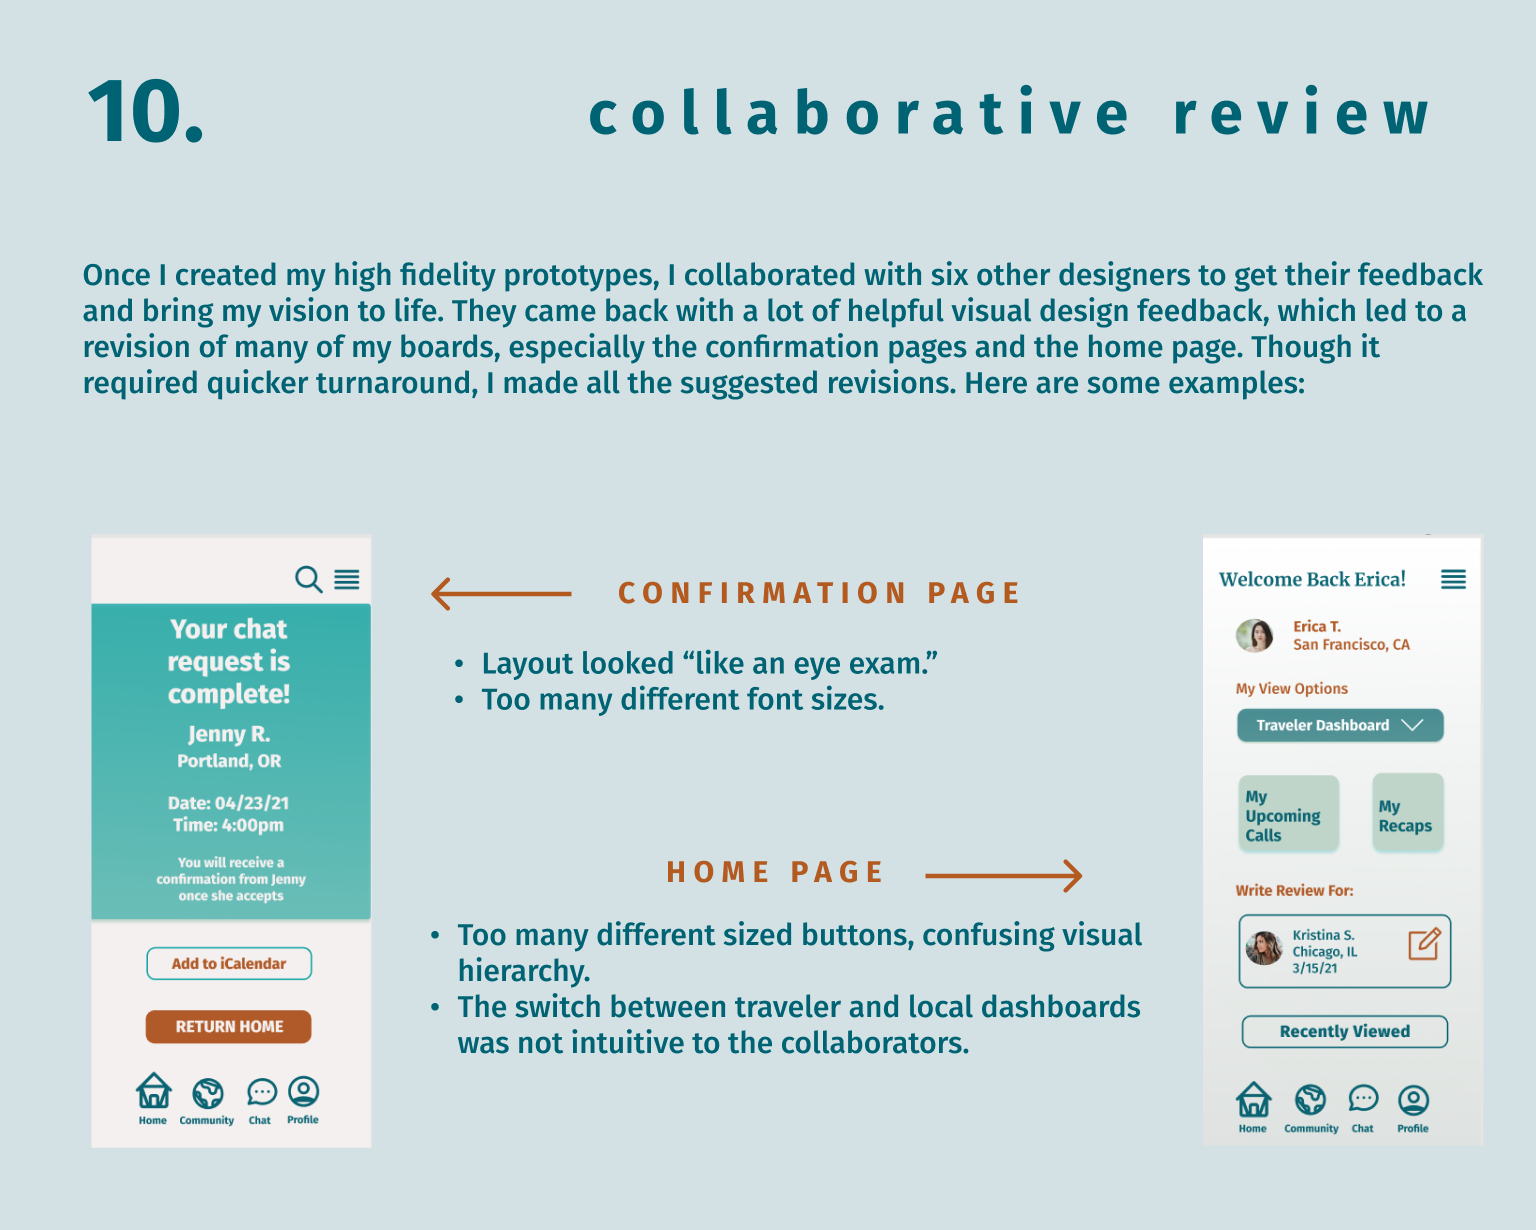 10.
collaborative review
Once I created my high fidelity prototypes, I collaborated with six other designers to get their feedback
and bring my vision to life. They came back with a lot of helpful visual design feedback, which led to a
revision of many of my boards, especially the confirmation pages and the home page. Though it
required quicker turnaround, I made all the suggested revisions. Here are some examples:
Your chat
request is
complete!
Jenny R.
Portland, OR
Date: 04/23/21
Time: 4:00pm
You will receive a
confirmation from Jenny
once she accepts
Add to iCalendar
RETURN HOME
Home Community Chat Profile
CONFIRMATION PAGE
• Layout looked “like an eye exam.”
• Too many different font sizes.
HOME PAGE
• Too many different sized buttons, confusing visual
hierarchy.
• The switch between traveler and local dashboards
was not intuitive to the collaborators.
Welcome Back Erica!
Erica T.
San Francisco, CA
My View Options
Traveler Dashboard
My
Upcoming
Calls
My
Recaps
Write Review For:
Kristina S.
Chicago, IL
3/15/21
Recently Viewed
Home Community Chat Profile